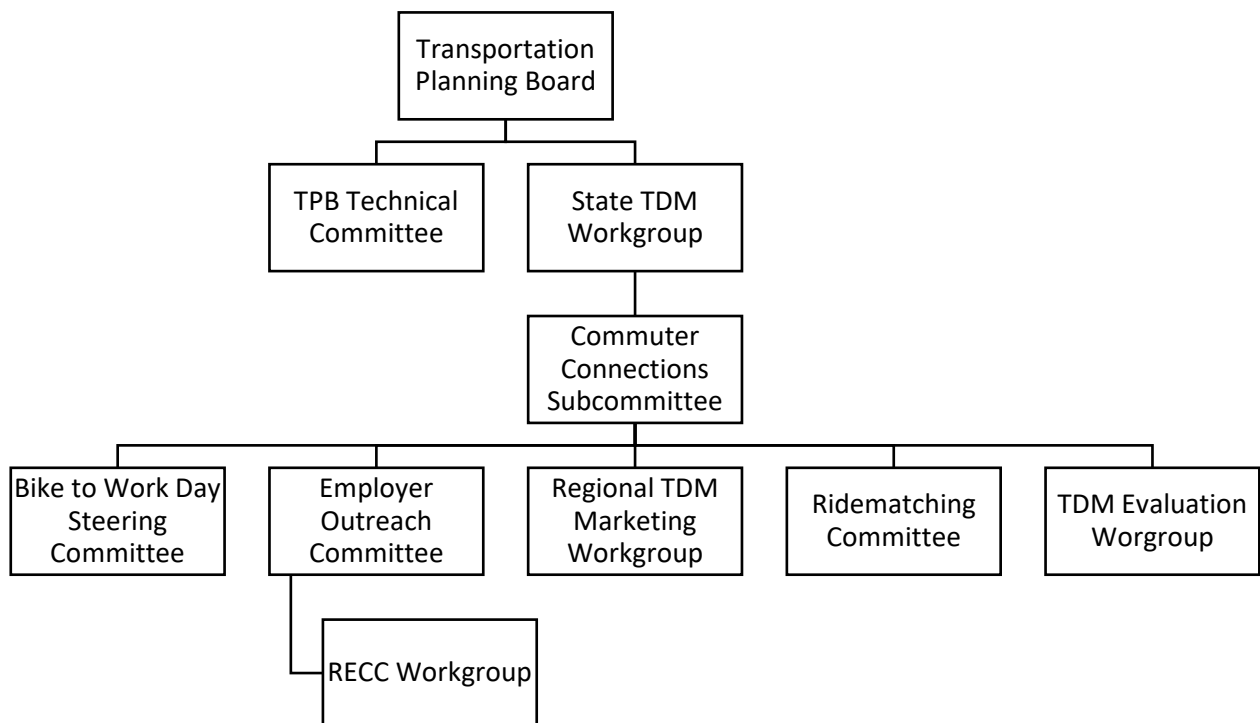 Transportation
Planning Board
TPB Technical
Committee
State TDM
Workgroup
Commuter
Connections
Subcommittee
Bike to Work Day
Steering
Committee
Employer
Outreach
Committee
Regional TDM
Marketing
Workgroup
Ridematching
Committee
TDM Evaluation
Worgroup
RECC Workgroup